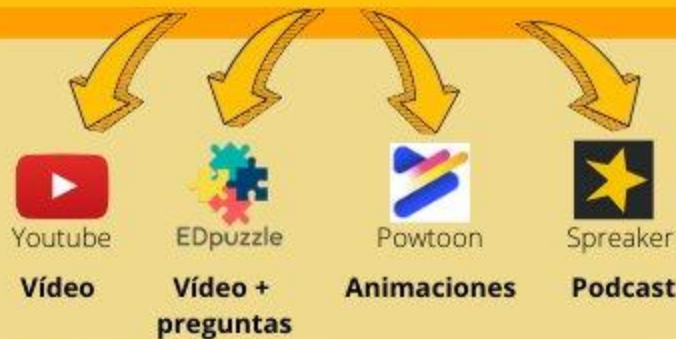 Youtube EDpuzzle Powtoon Spreaker
Vídeo Vídeo + Animaciones Podcast
preguntas